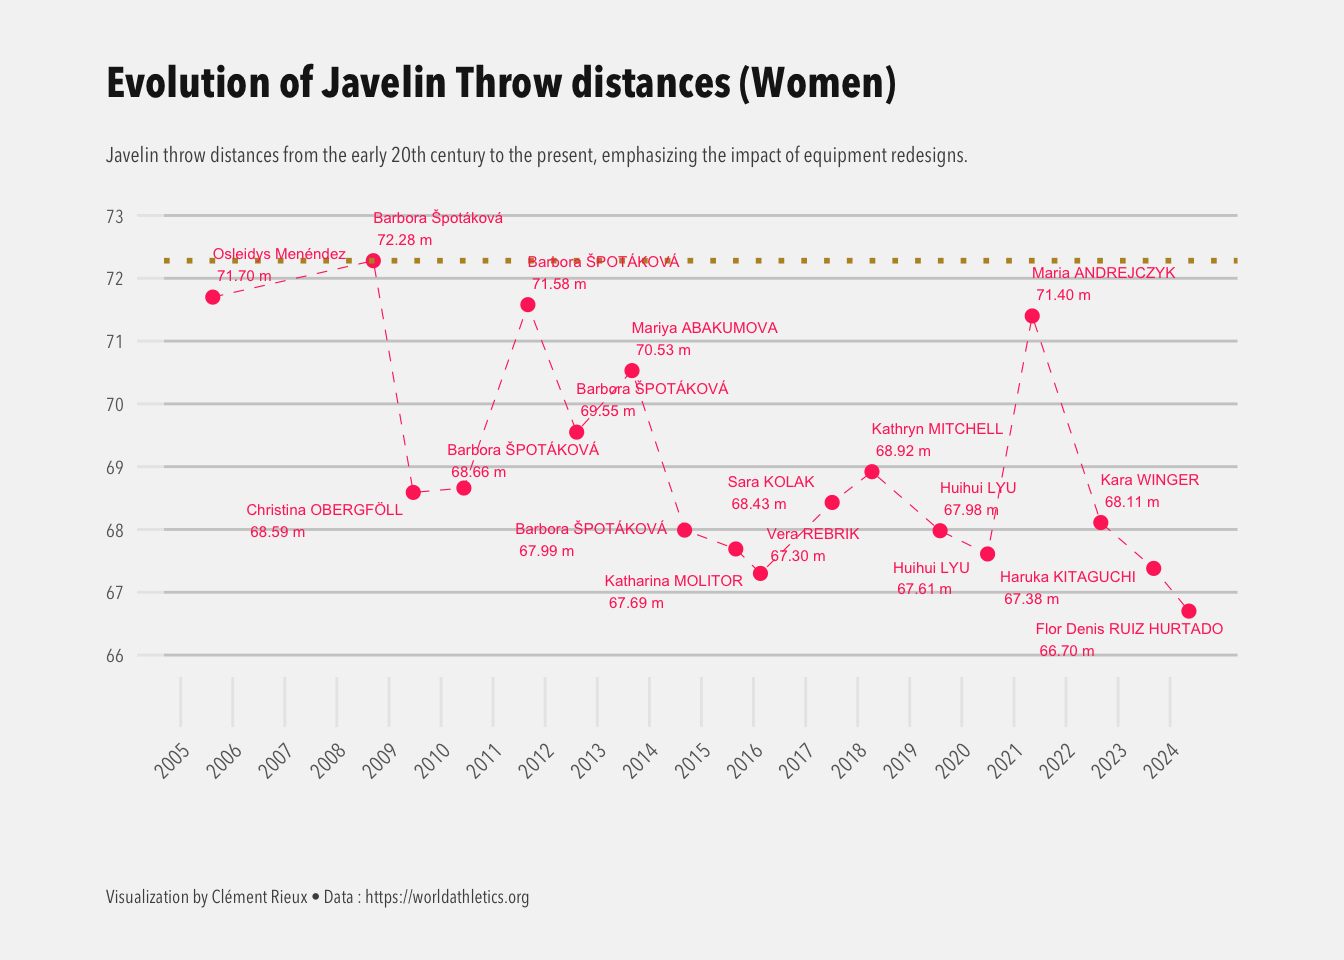 Evolution of Javelin Throw distances (Women)
Javelin throw distances from the early 20th century to the present, emphasizing the impact of equipment redesigns.
73
72
71
70
69
68
67
66
Osleidys Menéndez
71.70 m
Barbora Špotáková
72.28 m
Christina OBERGFÖLL
68.59 m
Barbora ŠPOTÁKOVÁ
68.66 m
Barbora ŠPOTÁKOVÁ
71.58 m
Barbora ŠPOTÁKOVÁ
69.55 m
Mariya ABAKUMOVA
70.53 m
Barbora ŠPOTÁKOVÁ
67.99 m
Katharina MOLITOR
67.69 m
Vera REBRIK
67.30 m
Sara KOLAK
68.43 m
Kathryn MITCHELL
68.92 m
Huihui LYU
67.98 m
Huihui LYU
67.61 m
Maria ANDREJCZYK
71.40 m
Kara WINGER
68.11 m
Haruka KITAGUCHI
67.38 m
Flor Denis RUIZ HURTADO
66.70 m
2005
2006
2007
2008
2009
2010
2011
2012
2013
2014
2015
2016
2017
2018
2019
2020
2021
2022
2023
2024
Visualization by Clément Rieux • Data : https://worldathletics.org